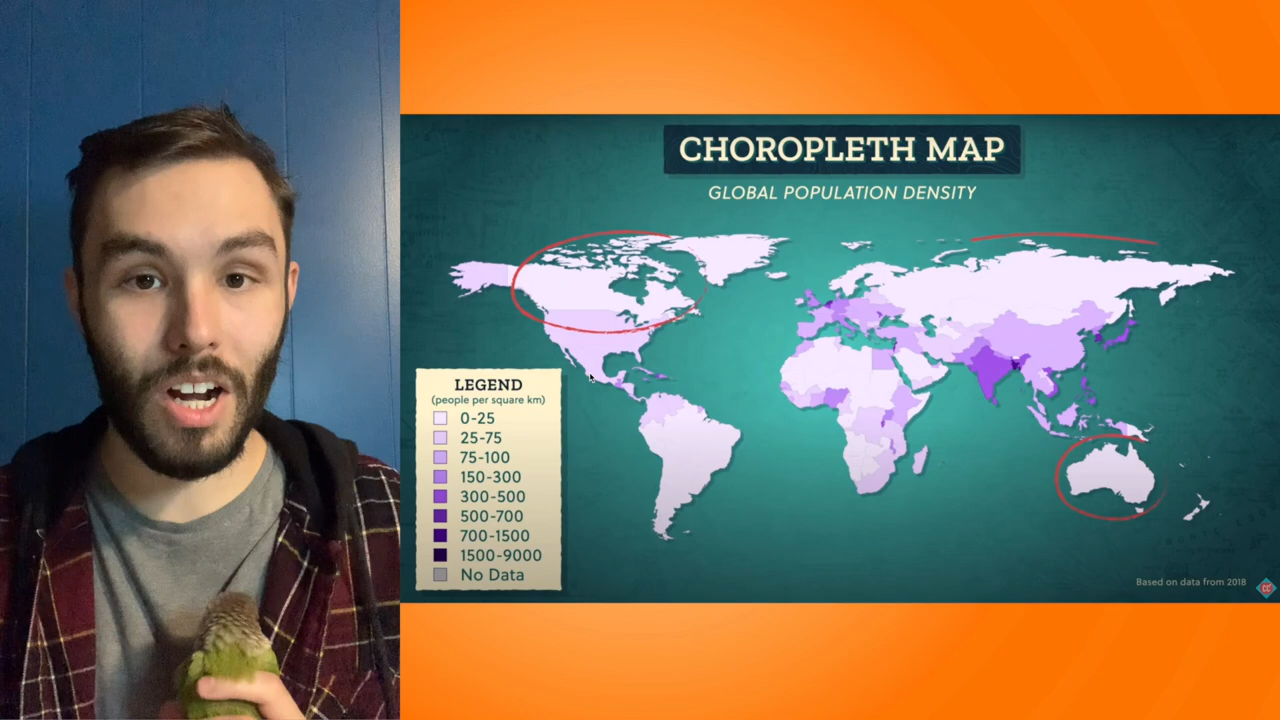 CHOROPLETH MAP
GLOBAL POPULATION DENSITY
LEGEND
(people per square km)
0-25
25-75
75-100
150-300
300-500
500-700
700-1500
1500-9000
No Data
Based on data from 2018
CC